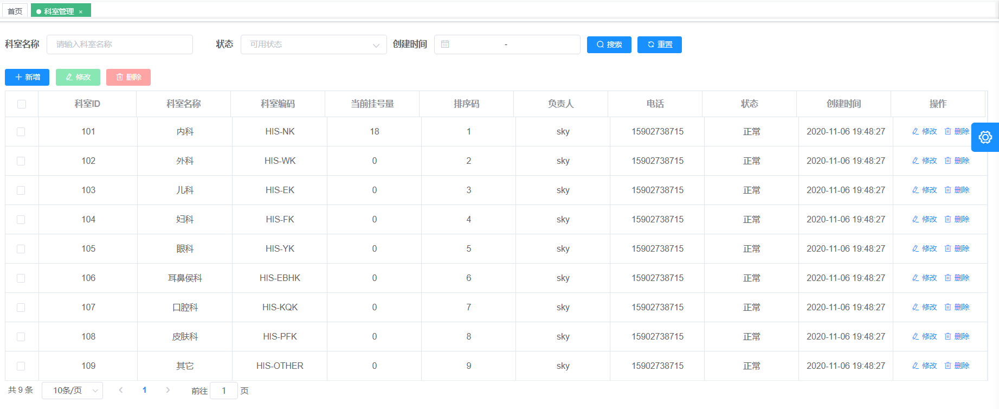 首页 科室管理 ×
科室名称 请输入科室名称 状态 可用状态 创建时间 - 搜索 重置
新增 修改 删除
科室ID 科室名称 科室编码 当前挂号量 排序码 负责人 电话 状态 创建时间 操作
101 内科 HIS-NK 18 1 sky 15902738715 正常 2020-11-06 19:48:27 修改 删除
102 外科 HIS-WK 0 2 sky 15902738715 正常 2020-11-06 19:48:27 修改 删除
103 儿科 HIS-EK 0 3 sky 15902738715 正常 2020-11-06 19:48:27 修改 删除
104 妇科 HIS-FK 0 4 sky 15902738715 正常 2020-11-06 19:48:27 修改 删除
105 眼科 HIS-YK 0 5 sky 15902738715 正常 2020-11-06 19:48:27 修改 删除
106 耳鼻侯科 HIS-EBHK 0 6 sky 15902738715 正常 2020-11-06 19:48:27 修改 删除
107 口腔科 HIS-KQK 0 7 sky 15902738715 正常 2020-11-06 19:48:27 修改 删除
108 皮肤科 HIS-PFK 0 8 sky 15902738715 正常 2020-11-06 19:48:27 修改 删除
109 其它 HIS-OTHER 0 9 sky 15902738715 正常 2020-11-06 19:48:27 修改 删除
共 9 条 10条/页 1 前往 1 页